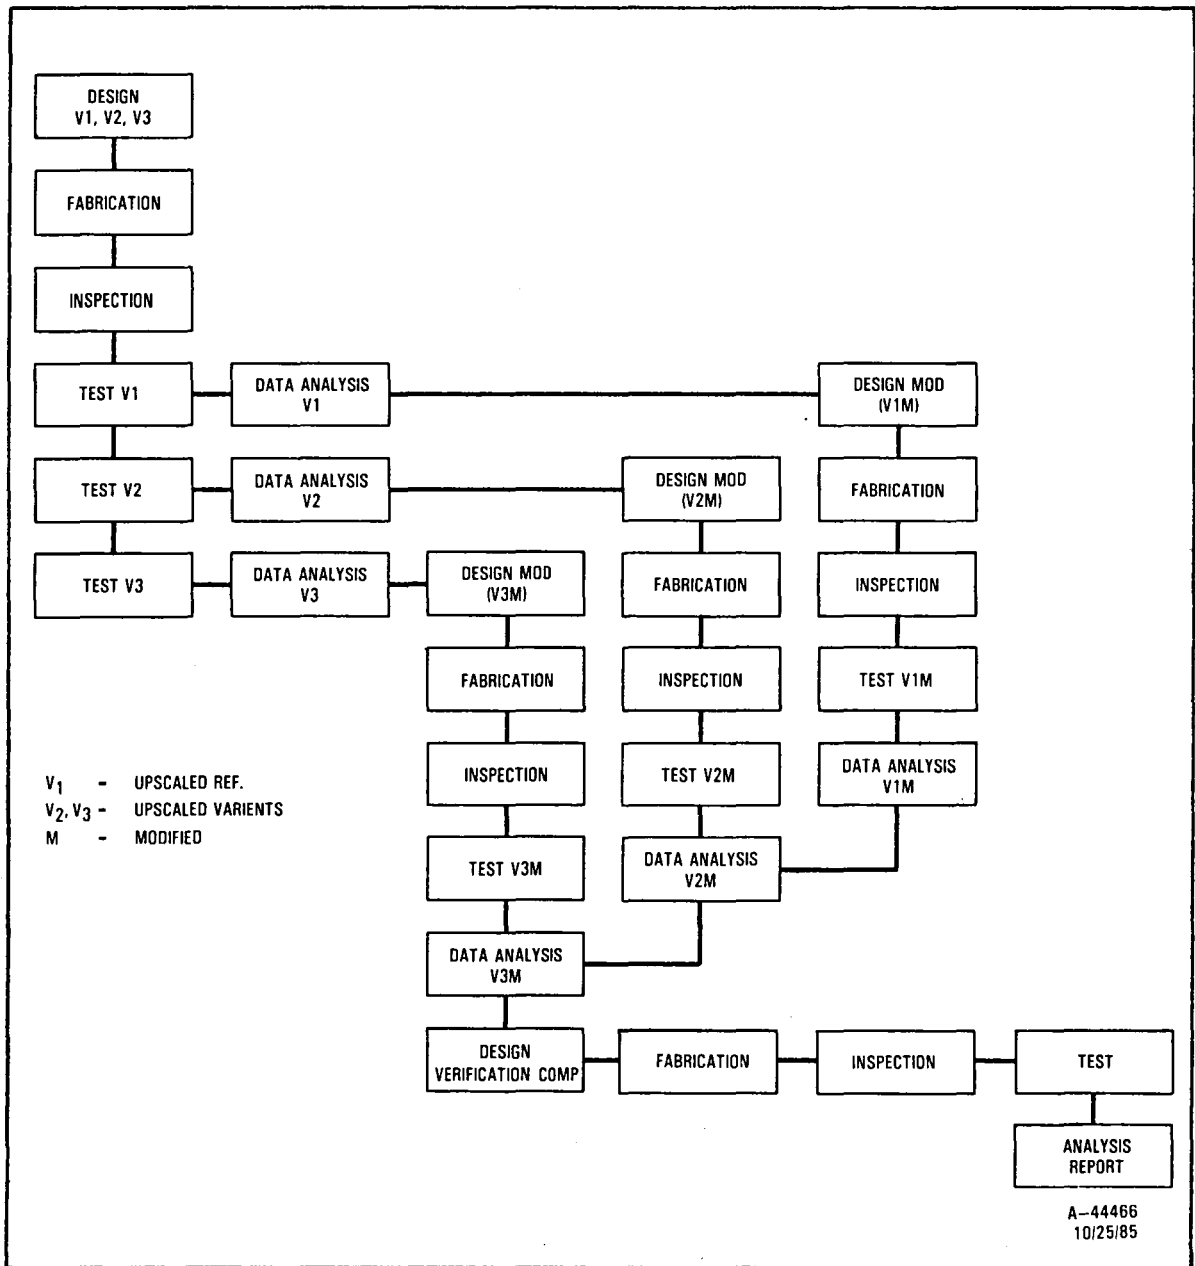 DESIGN
V1, V2, V3
FABRICATION
INSPECTION
TEST V1
DATA ANALYSIS
V1
DESIGN MOD
(V1M)
TEST V2
DATA ANALYSIS
V2
DESIGN MOD
(V2M)
FABRICATION
TEST V3
DATA ANALYSIS
V3
DESIGN MOD
(V3M)
FABRICATION
INSPECTION
FABRICATION
INSPECTION
TEST V1M
INSPECTION
TEST V2M
DATA ANALYSIS
V1M
V1 - UPSCALED REF.
V2, V3 - UPSCALED VARIENTS
M - MODIFIED
TEST V3M
DATA ANALYSIS
V2M
DATA ANALYSIS
V3M
DESIGN
VERIFICATION COMP
FABRICATION
INSPECTION
TEST
ANALYSIS
REPORT
A-44466
10/25/85